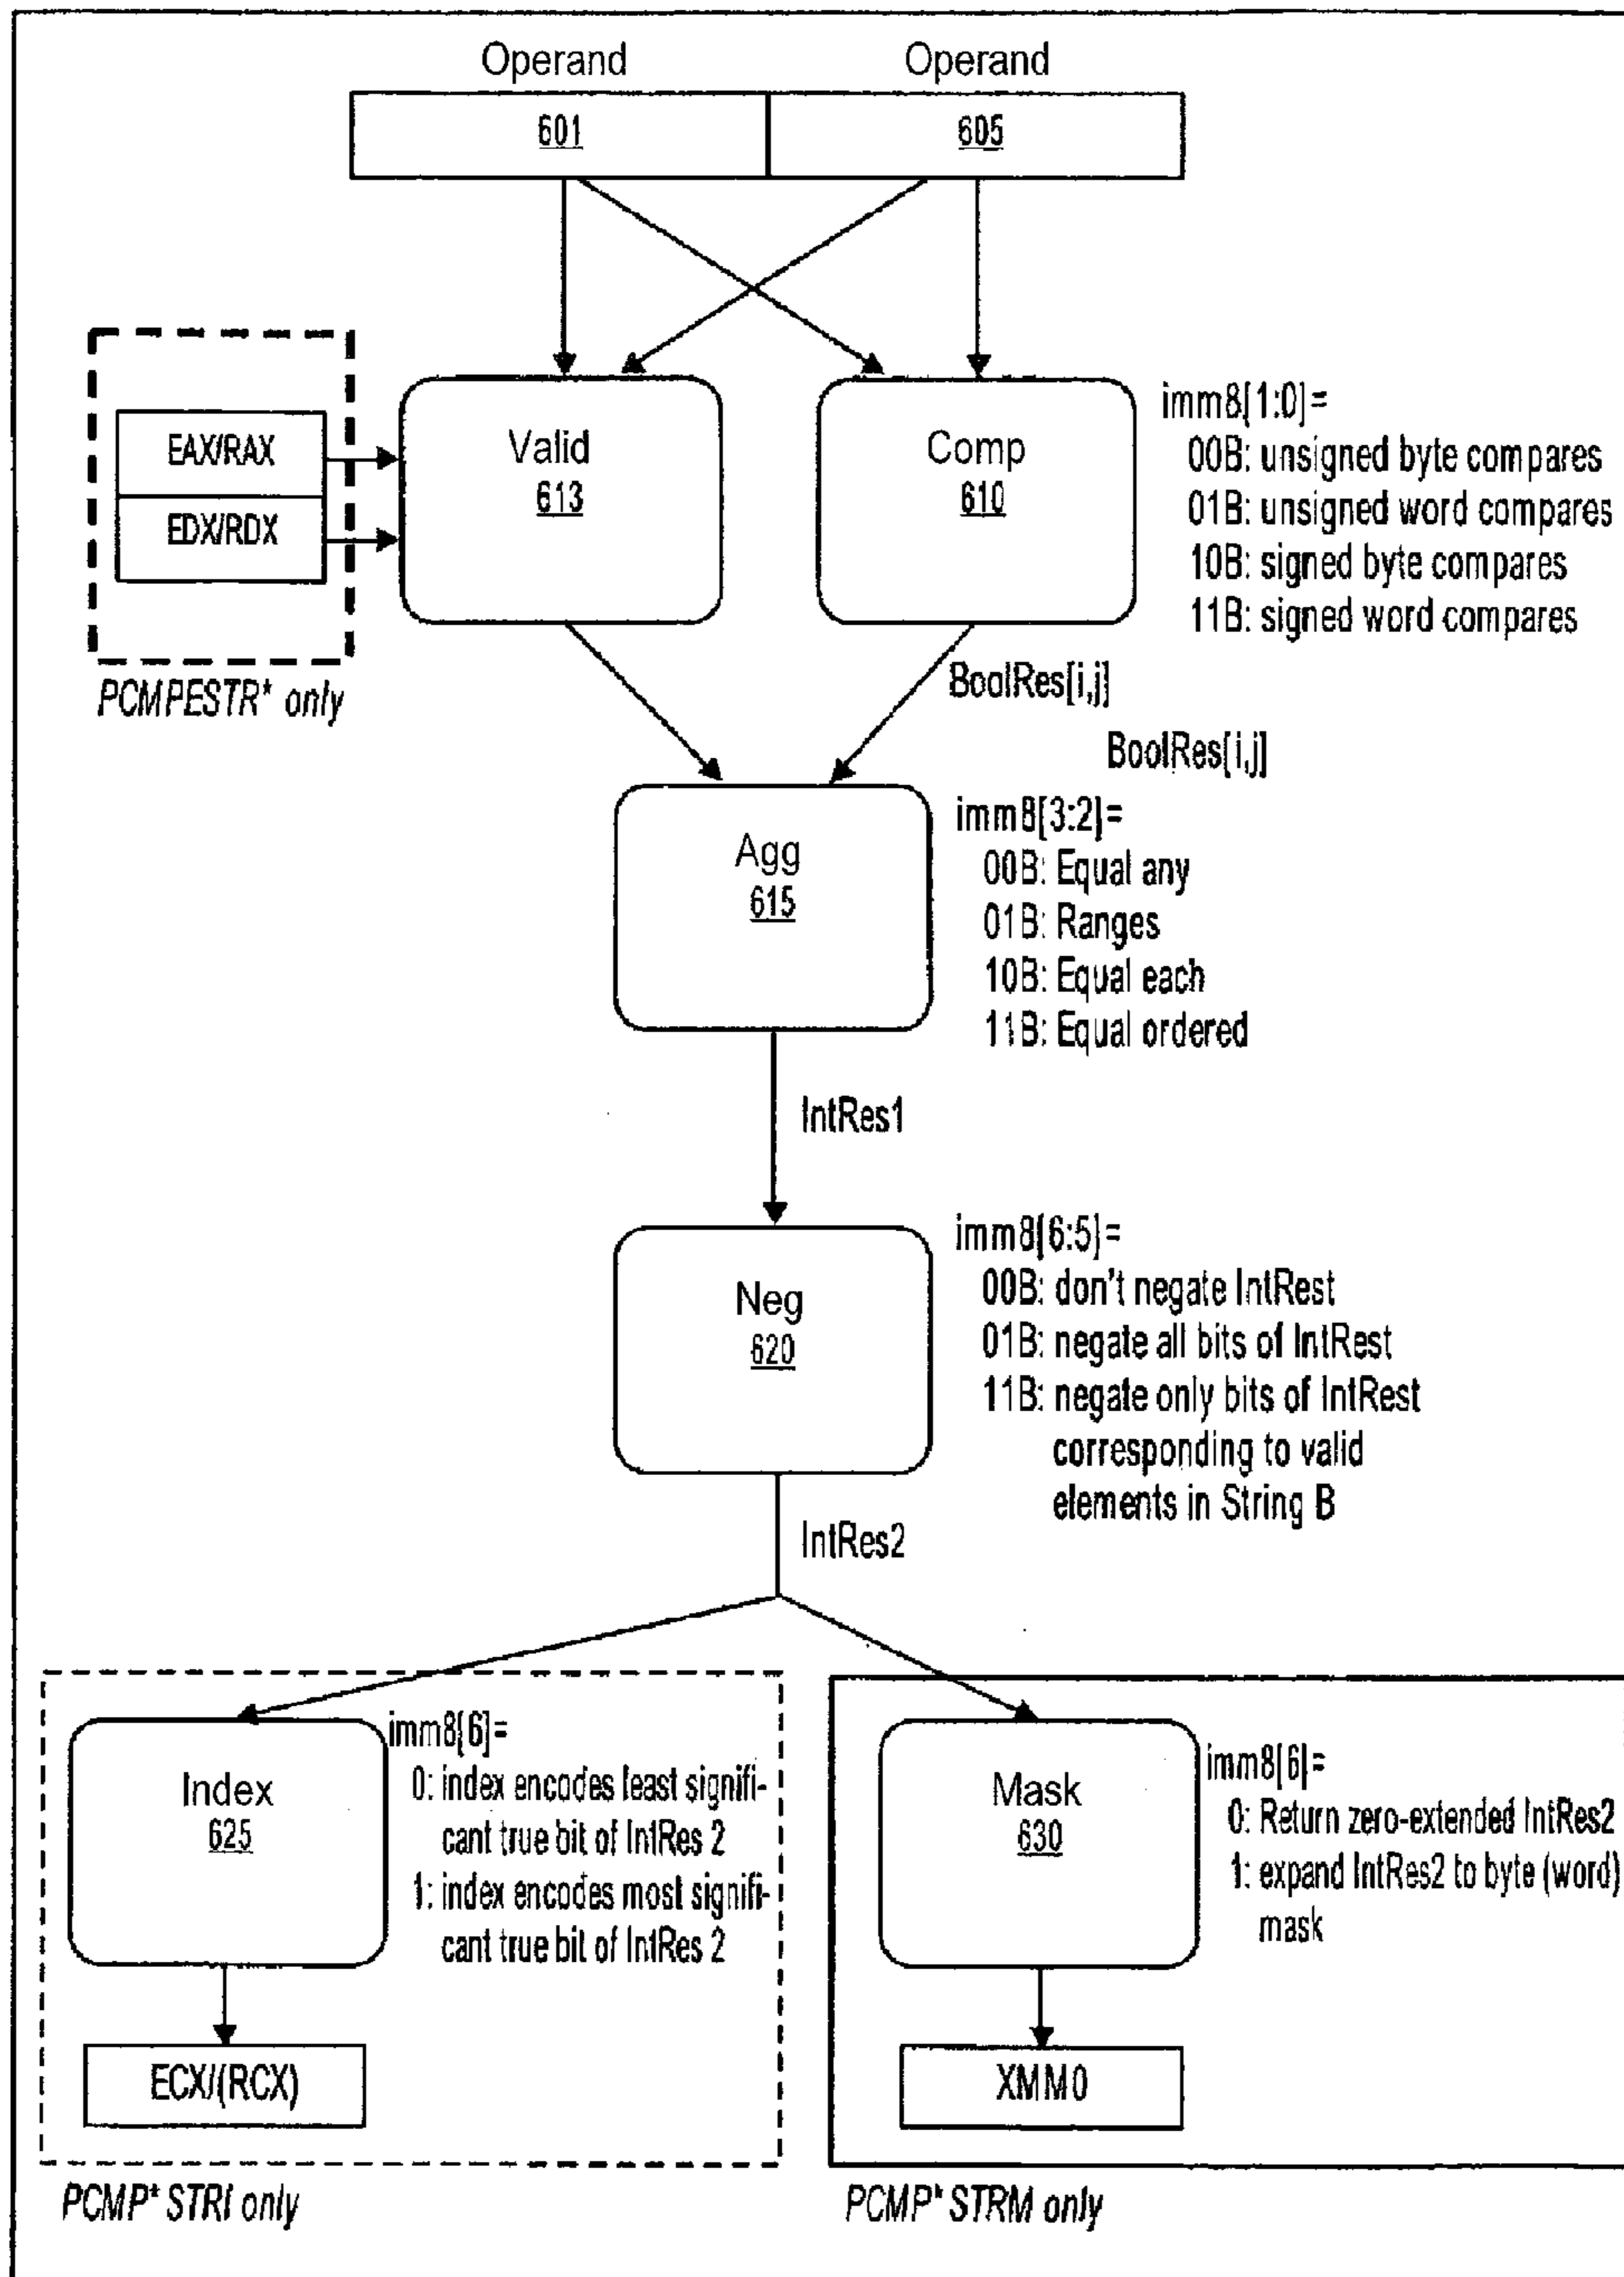 Operand Operand
601 605
EAX/RAX
EDX/RDX
PCMPESTR* only
Valid
613
Comp
610
imm8[1:0]=
00B: unsigned byte compares
01B: unsigned word compares
10B: signed byte compares
11B: signed word compares
BoolRes[i,j]
BoolRes[i,j]
Agg
615
imm8[3:2]=
00B: Equal any
01B: Ranges
10B: Equal each
11B: Equal ordered
IntRes1
Neg
620
imm8[6:5]=
00B: don't negate IntRest
01B: negate all bits of IntRest
11B: negate only bits of IntRest
corresponding to valid
elements in String B
IntRes2
Index
625
imm8[6]=
0: index encodes least signifi-
cant true bit of IntRes 2
1: index encodes most signifi-
cant true bit of IntRes 2
ECX/(RCX)
PCMP* STRI only
Mask
630
imm8[6]=
0: Return zero-extended IntRes2
1: expand IntRes2 to byte (word)
mask
XMM0
PCMP* STRM only